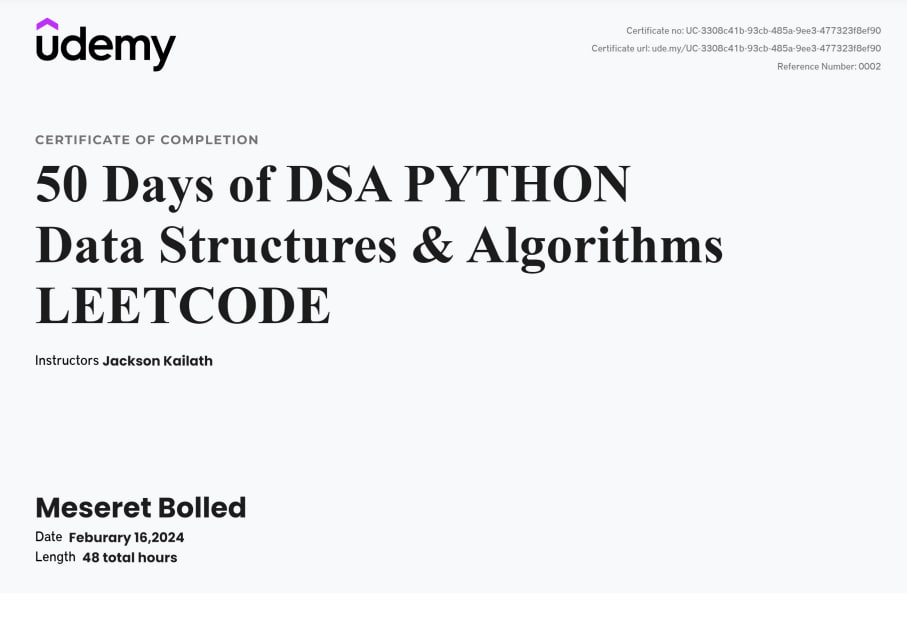 udemy
Certificate no: UC-3308c41b-93cb-485a-9ee3-477323f8ef90
Certificate url: ude.my/UC-3308c41b-93cb-485a-9ee3-477323f8ef90
Reference Number: 0002
CERTIFICATE OF COMPLETION
50 Days of DSA PYTHON
Data Structures & Algorithms
LEETCODE
Instructors Jackson Kailath
Meseret Bolled
Date Feburary 16,2024
Length 48 total hours